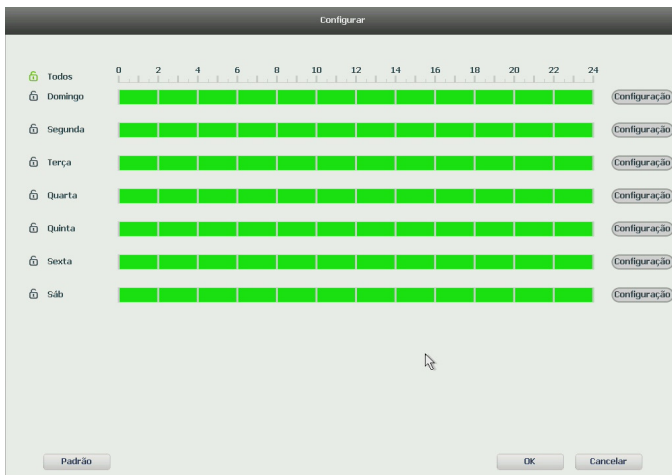 Configurar
Todos 0 2 4 6 8 10 12 14 16 18 20 22 24
Domingo Configuração
Segunda Configuração
Terça Configuração
Quarta Configuração
Quinta Configuração
Sexta Configuração
Sáb Configuração
Padrão OK Cancelar